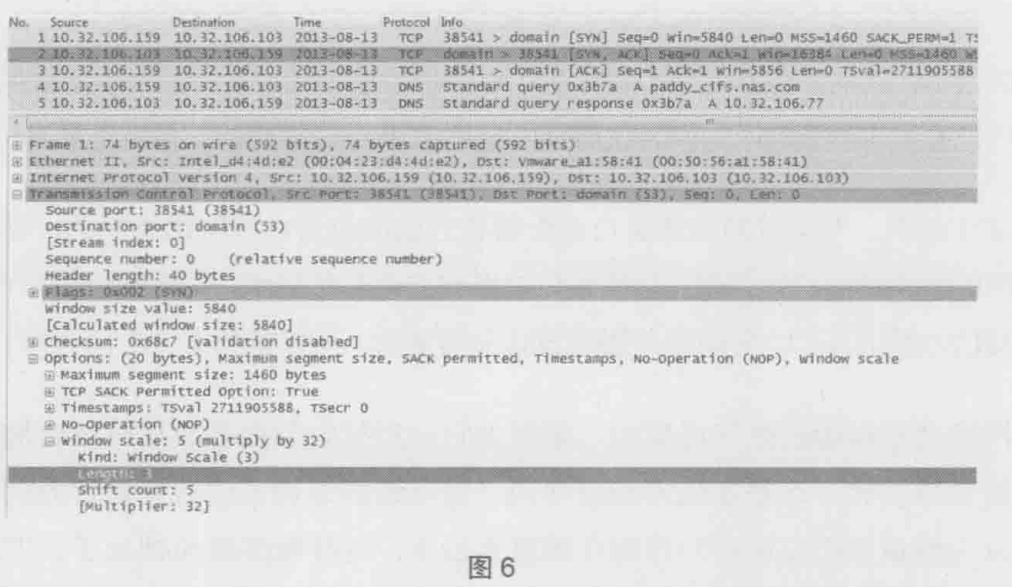 No. Source Destination Time Protocol Info
1 10.32.106.159 10.32.106.103 2013-08-13 TCP 38541 > domain [SYN] Seq=0 Win=5840 Len=0 MSS=1460 SACK_PERM=1 TS
2 10.32.106.103 10.32.106.159 2013-08-13 TCP domain > 38541 [SYN, ACK] Seq=0 Ack=1 Win=16384 Len=0 MSS=1460 WS
3 10.32.106.159 10.32.106.103 2013-08-13 TCP 38541 > domain [ACK] Seq=1 Ack=1 Win=5856 Len=0 TSval=2711905588
4 10.32.106.159 10.32.106.103 2013-08-13 DNS Standard query 0x3b7a A paddy_cifs.nas.com
5 10.32.106.103 10.32.106.159 2013-08-13 DNS Standard query response 0x3b7a A 10.32.106.77
Frame 1: 74 bytes on wire (592 bits), 74 bytes captured (592 bits)
Ethernet II, Src: Intel_d4:4d:e2 (00:04:23:d4:4d:e2), Dst: Vmware_a1:58:41 (00:50:56:a1:58:41)
Internet Protocol Version 4, Src: 10.32.106.159 (10.32.106.159), Dst: 10.32.106.103 (10.32.106.103)
Transmission Control Protocol, Src Port: 38541 (38541), Dst Port: domain (53), Seq: 0, Len: 0
Source port: 38541 (38541)
Destination port: domain (53)
[Stream index: 0]
Sequence number: 0 (relative sequence number)
Header length: 40 bytes
Flags: 0x002 (SYN)
Window size value: 5840
[Calculated window size: 5840]
Checksum: 0x68c7 [validation disabled]
Options: (20 bytes), Maximum segment size, SACK permitted, Timestamps, No-Operation (NOP), Window scale
Maximum segment size: 1460 bytes
TCP SACK Permitted Option: True
Timestamps: TSval 2711905588, TSecr 0
No-Operation (NOP)
Window scale: 5 (multiply by 32)
Kind: Window Scale (3)
Length: 3
Shift count: 5
[Multiplier: 32]
图 6